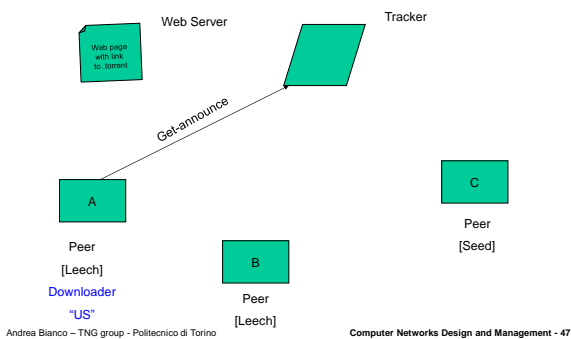 Web Server
Tracker
Web page
with link
to .torrent
Get-announce
A
C
Peer
[Seed]
Peer
[Leech]
Downloader
"US"
B
Peer
[Leech]
Andrea Bianco – TNG group - Politecnico di Torino
Computer Networks Design and Management - 47